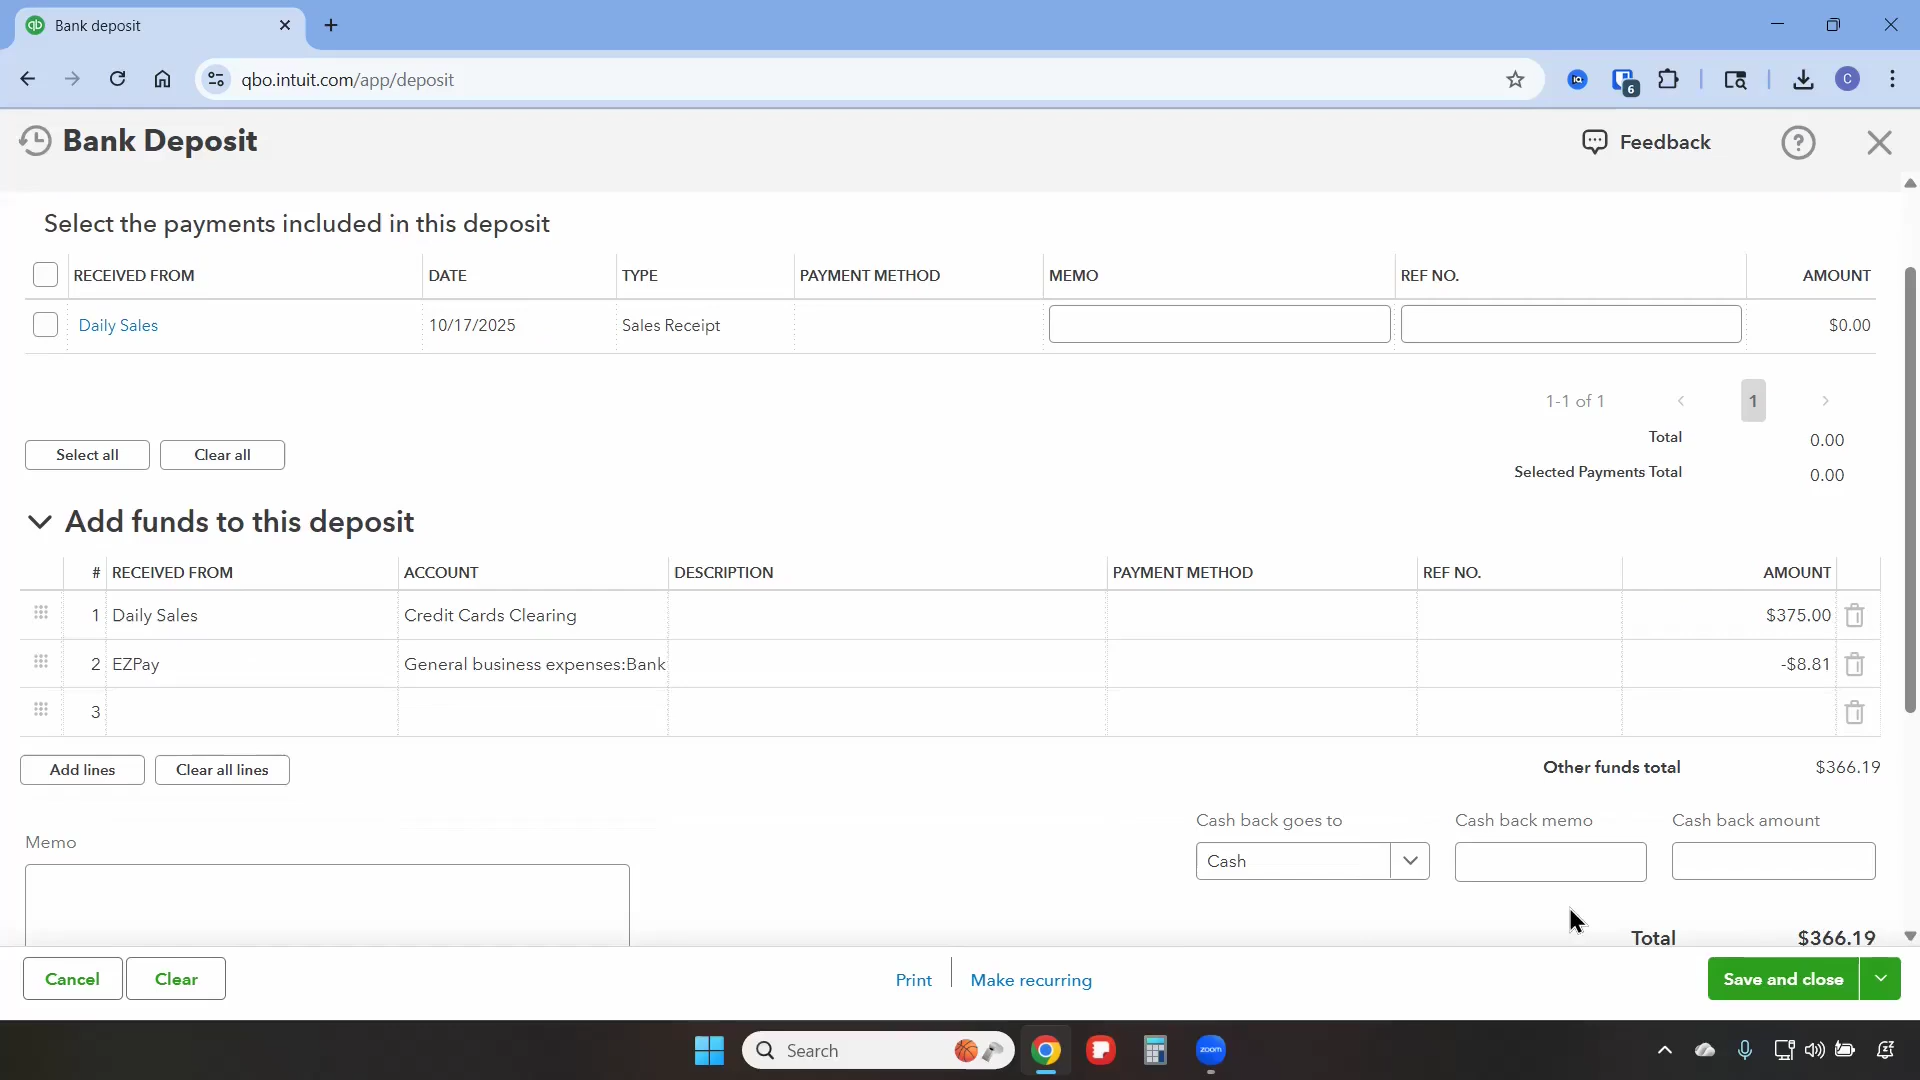 Bank deposit
qbo.intuit.com/app/deposit
6
C
Bank Deposit
Feedback
?
Select the payments included in this deposit
RECEIVED FROM DATE TYPE PAYMENT METHOD MEMO REF NO. AMOUNT
Daily Sales 10/17/2025 Sales Receipt $0.00
1-1 of 1 < 1 >
Total 0.00
Select all Clear all
Selected Payments Total 0.00
Add funds to this deposit
# RECEIVED FROM ACCOUNT DESCRIPTION PAYMENT METHOD REF NO. AMOUNT
1 Daily Sales Credit Cards Clearing $375.00
2 EZPay General business expenses:Bank -$8.81
3
Add lines Clear all lines Other funds total $366.19
Cash back goes to Cash back memo Cash back amount
Memo
Cash
Total $366.19
Cancel Clear Print Make recurring Save and close
Search
zoom